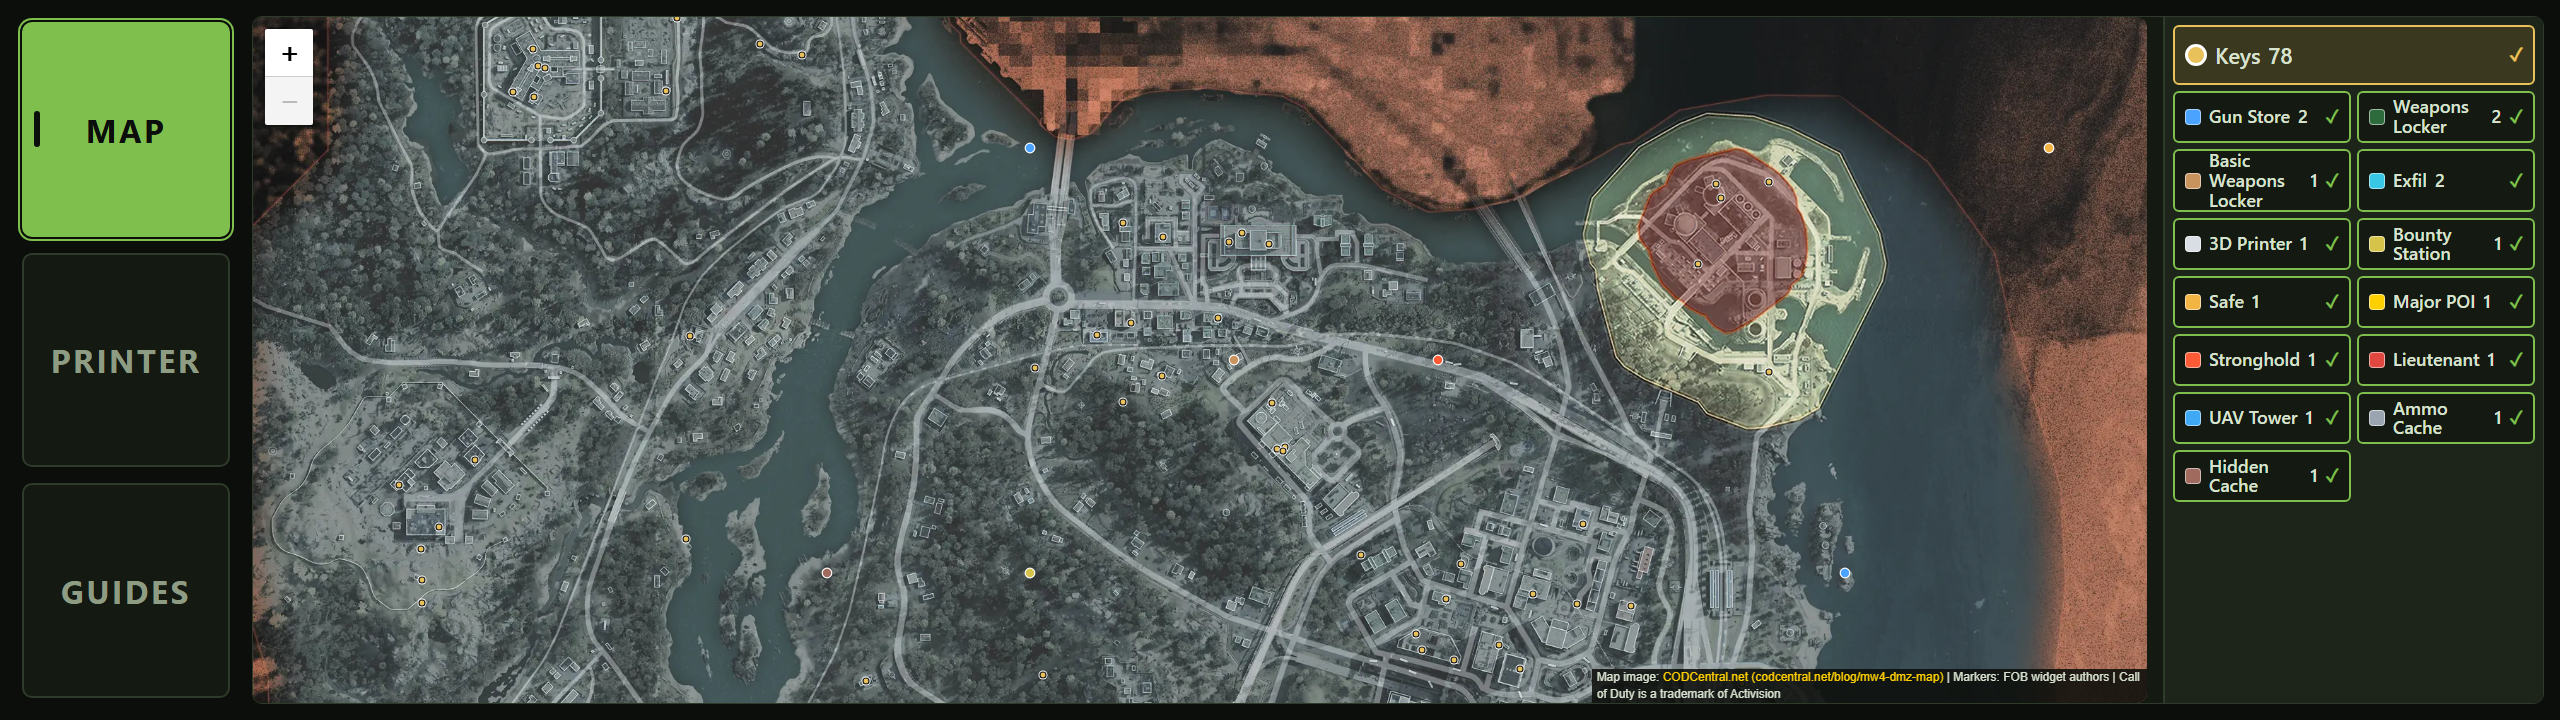 MAP
PRINTER
GUIDES
+
−
Map image: CODCentral.net (codcentral.net/blog/mw4-dmz-map) | Markers: FOB widget authors | Call
of Duty is a trademark of Activision
Keys 78 ✓
Gun Store 2 ✓
Weapons
Locker 2 ✓
Basic
Weapons
Locker 1 ✓
Exfil 2 ✓
3D Printer 1 ✓
Bounty
Station 1 ✓
Safe 1 ✓
Major POI 1 ✓
Stronghold 1 ✓
Lieutenant 1 ✓
UAV Tower 1 ✓
Ammo
Cache 1 ✓
Hidden
Cache 1 ✓